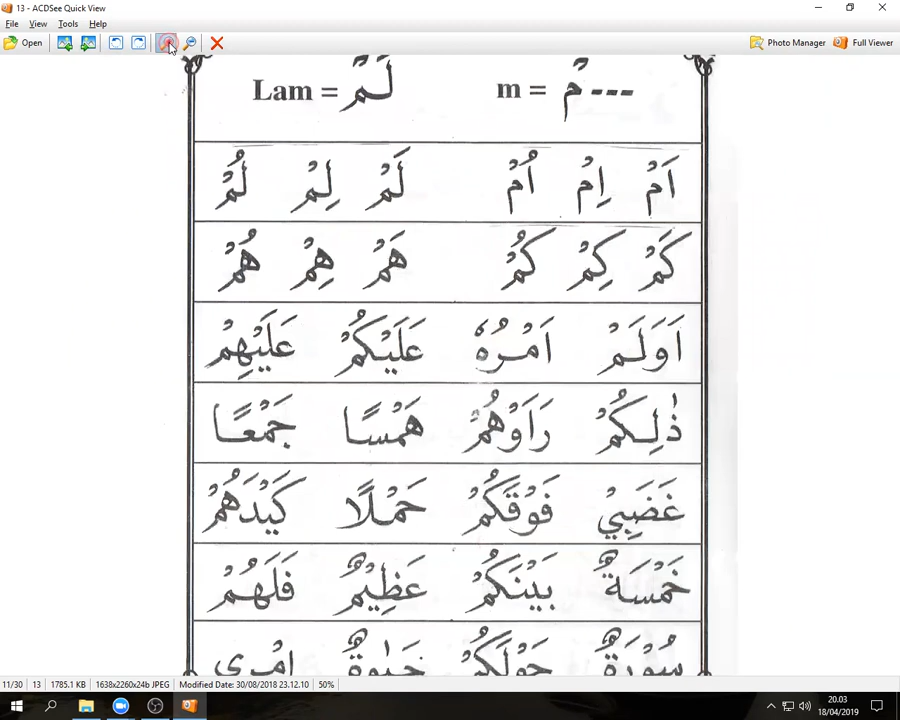 13 - ACDSee Quick View
File View Tools Help
Open Photo Manager Full Viewer
--- مْ = m لَمْ = Lam
اَمْ اِمْ اُمْ لَمْ لِمْ لُمْ
كَمْ كِمْ كُمْ هَمْ هِمْ هُمْ
اَوَلَمْ اَمْرُهُ عَلَيْكُمْ عَلَيْهِمْ
ذٰلِكُمْ رَاَوْهُمْ هَمْسًا جَمْعًا
غَضَبِيْ فَوْقَكُمْ حَمْلًا كَيْدَهُمْ
خَمْسَةٌ بَيْنَكُمْ عَظِيْمٌ فَلَهُمْ
سُوْرَةٌ حَوْلَكُمْ
11/30 13 1785.1 KB 1638x2260x24b JPEG Modified Date: 30/08/2018 23.12.10 50%
20.03
18/04/2019